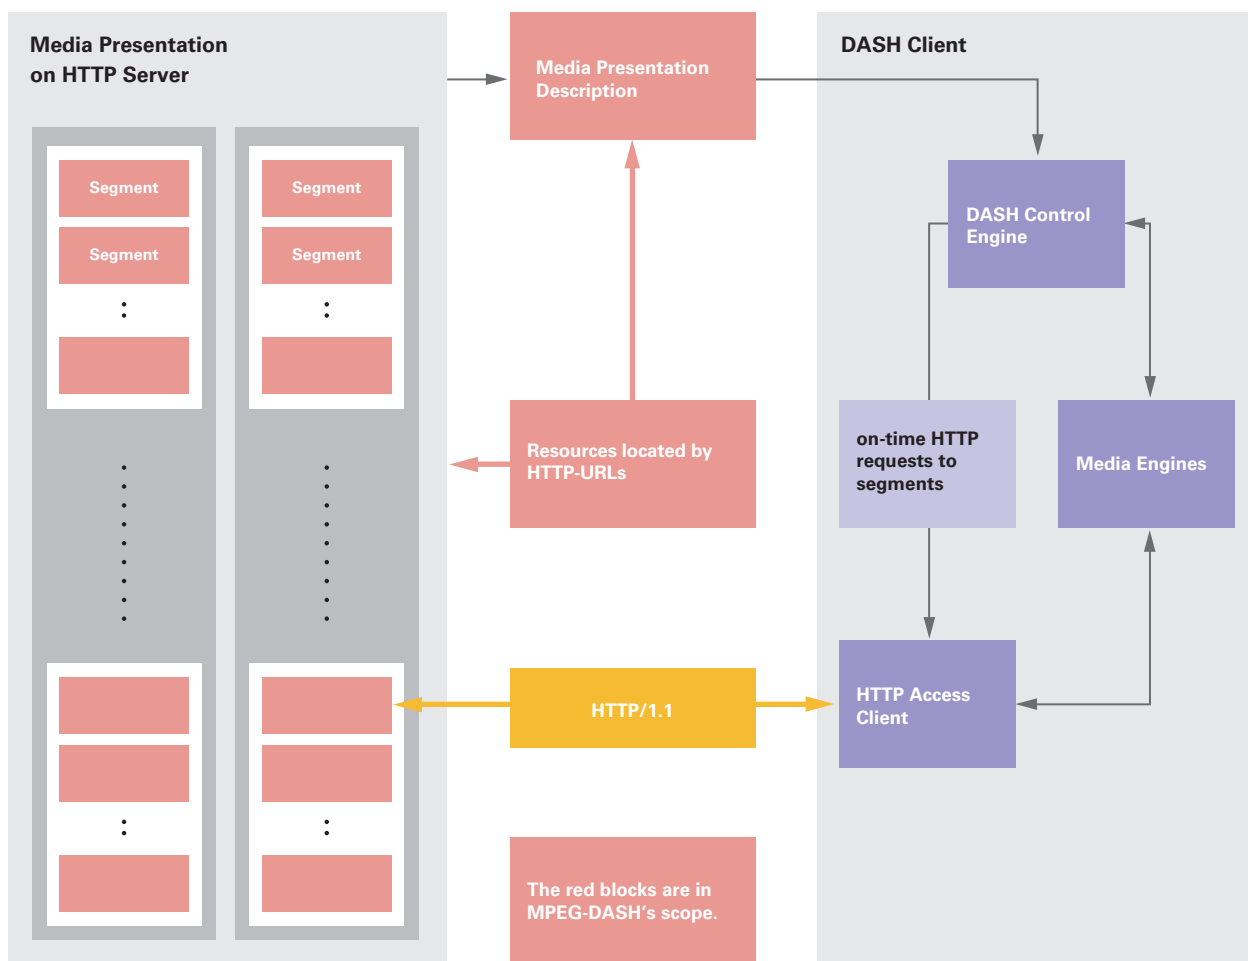 Media Presentation
on HTTP Server
Segment
Segment
Segment
Segment
Media Presentation
Description
Resources located by
HTTP-URLs
HTTP/1.1
The red blocks are in
MPEG-DASH's scope.
DASH Client
DASH Control
Engine
on-time HTTP
requests to
segments
Media Engines
HTTP Access
Client